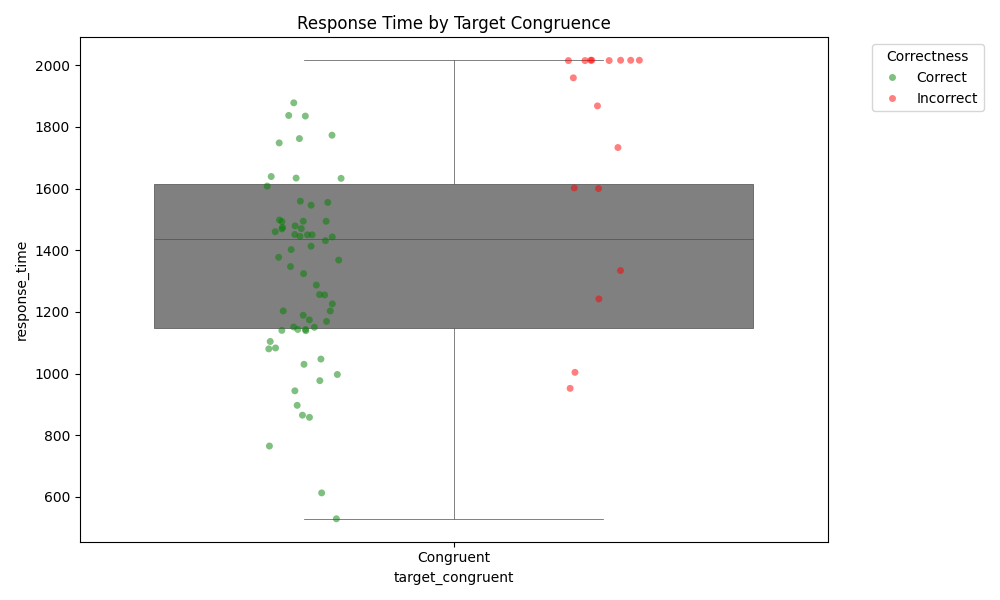 Response Time by Target Congruence
Correctness
Correct
Incorrect
2000
1800
1600
1400
1200
1000
800
600
response_time
Congruent
target_congruent